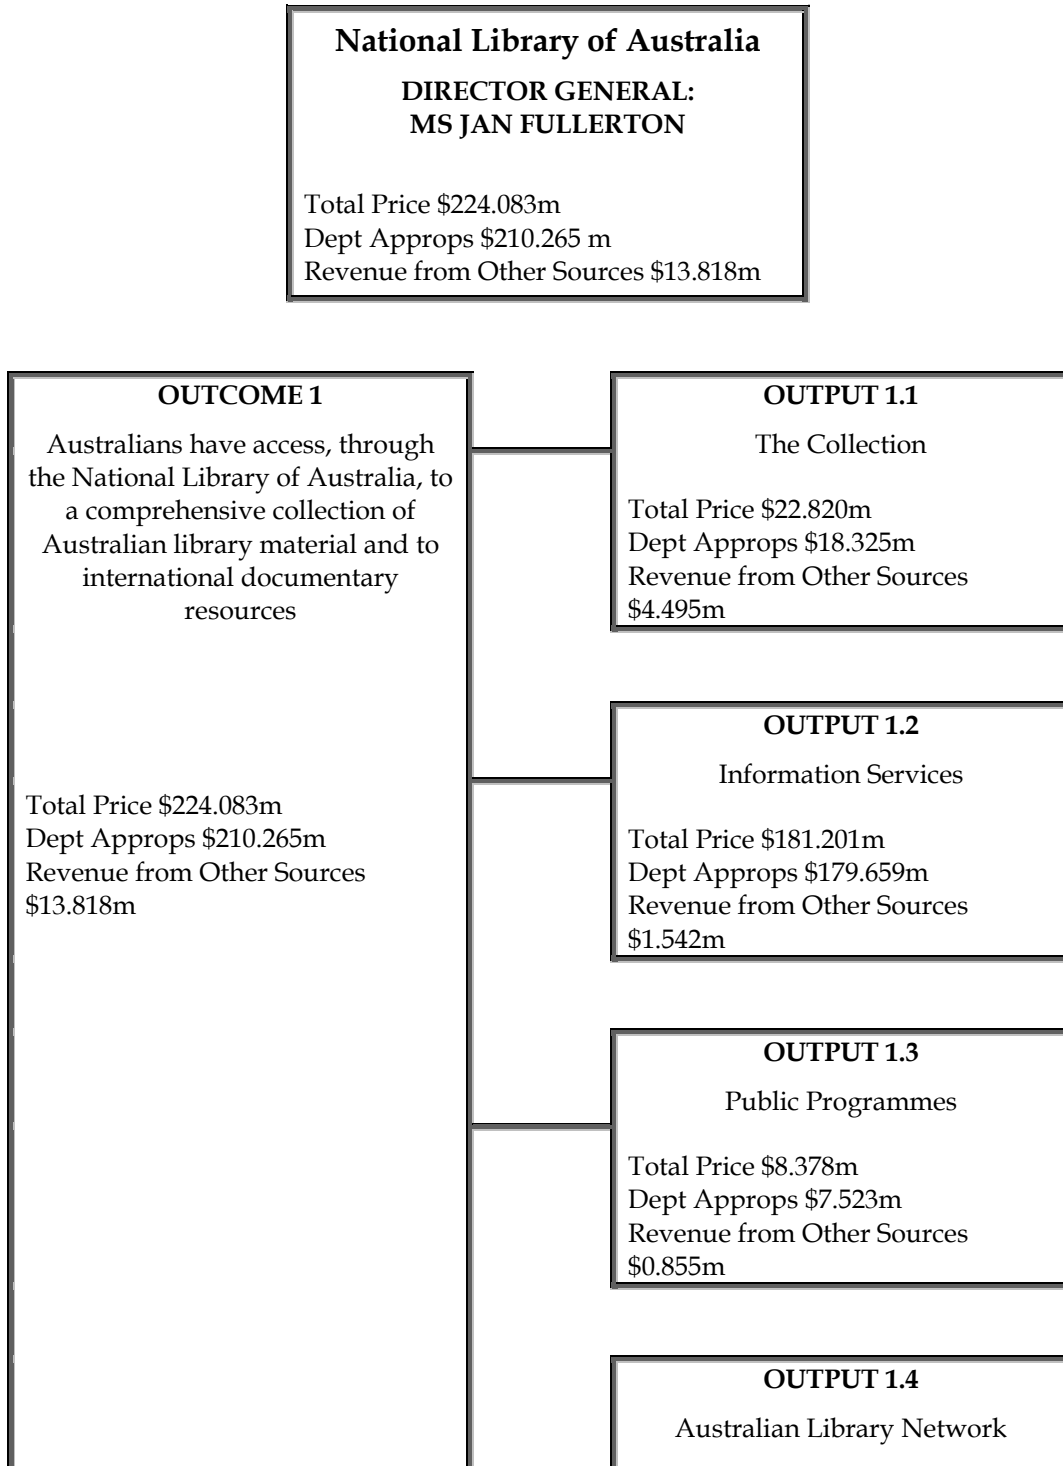 National Library of Australia
DIRECTOR GENERAL:
MS JAN FULLERTON
Total Price $224.083m
Dept Approps $210.265 m
Revenue from Other Sources $13.818m
OUTCOME 1
Australians have access, through
the National Library of Australia, to
a comprehensive collection of
Australian library material and to
international documentary
resources
Total Price $224.083m
Dept Approps $210.265m
Revenue from Other Sources
$13.818m
OUTPUT 1.1
The Collection
Total Price $22.820m
Dept Approps $18.325m
Revenue from Other Sources
$4.495m
OUTPUT 1.2
Information Services
Total Price $181.201m
Dept Approps $179.659m
Revenue from Other Sources
$1.542m
OUTPUT 1.3
Public Programmes
Total Price $8.378m
Dept Approps $7.523m
Revenue from Other Sources
$0.855m
OUTPUT 1.4
Australian Library Network